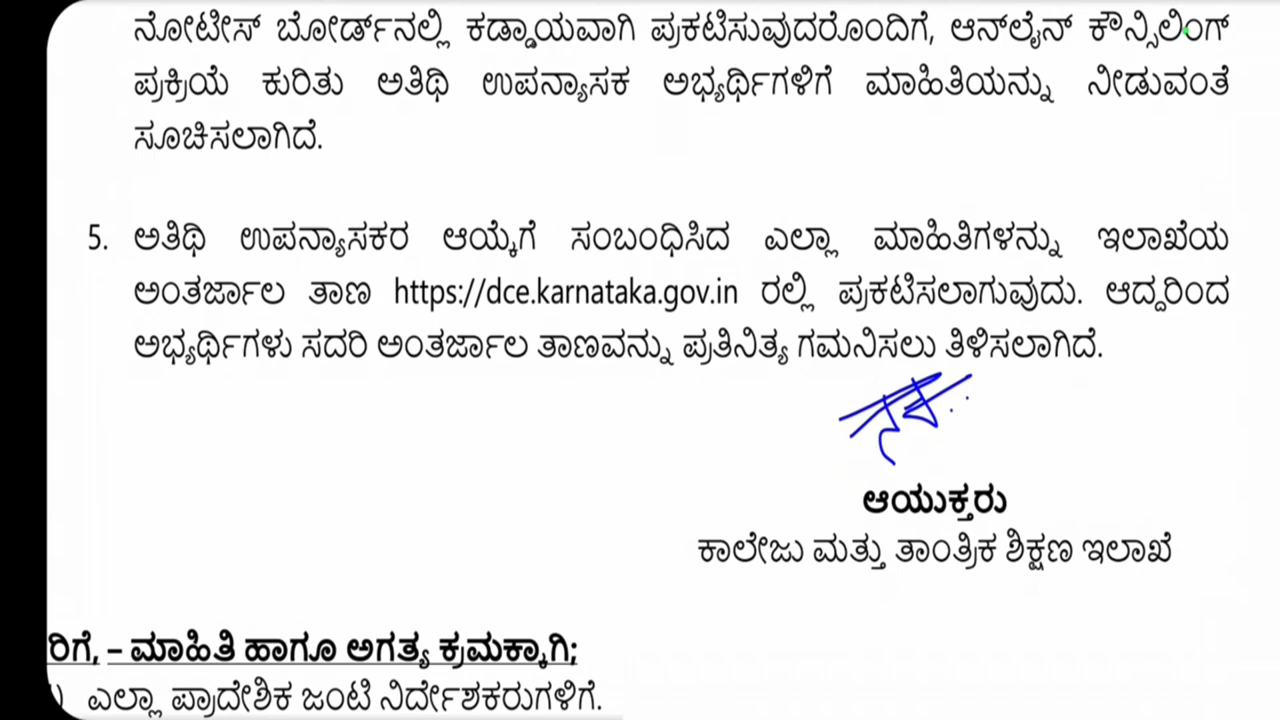 ನೋಟೀಸ್ ಬೋರ್ಡ್‌ನಲ್ಲಿ ಕಡ್ಡಾಯವಾಗಿ ಪ್ರಕಟಿಸುವುದರೊಂದಿಗೆ, ಆನ್‌ಲೈನ್ ಕೌನ್ಸಿಲಿಂಗ್
ಪ್ರಕ್ರಿಯೆ ಕುರಿತು ಅತಿಥಿ ಉಪನ್ಯಾಸಕ ಅಭ್ಯರ್ಥಿಗಳಿಗೆ ಮಾಹಿತಿಯನ್ನು ನೀಡುವಂತೆ
ಸೂಚಿಸಲಾಗಿದೆ.
5. ಅತಿಥಿ ಉಪನ್ಯಾಸಕರ ಆಯ್ಕೆಗೆ ಸಂಬಂಧಿಸಿದ ಎಲ್ಲಾ ಮಾಹಿತಿಗಳನ್ನು ಇಲಾಖೆಯ
ಅಂತರ್ಜಾಲ ತಾಣ https://dce.karnataka.gov.in ರಲ್ಲಿ ಪ್ರಕಟಿಸಲಾಗುವುದು. ಆದ್ದರಿಂದ
ಅಭ್ಯರ್ಥಿಗಳು ಸದರಿ ಅಂತರ್ಜಾಲ ತಾಣವನ್ನು ಪ್ರತಿನಿತ್ಯ ಗಮನಿಸಲು ತಿಳಿಸಲಾಗಿದೆ.
ಆಯುಕ್ತರು
ಕಾಲೇಜು ಮತ್ತು ತಾಂತ್ರಿಕ ಶಿಕ್ಷಣ ಇಲಾಖೆ
ರಿಗೆ, – ಮಾಹಿತಿ ಹಾಗೂ ಅಗತ್ಯ ಕ್ರಮಕ್ಕಾಗಿ;
ಎಲ್ಲಾ ಪ್ರಾದೇಶಿಕ ಜಂಟಿ ನಿರ್ದೇಶಕರುಗಳಿಗೆ.